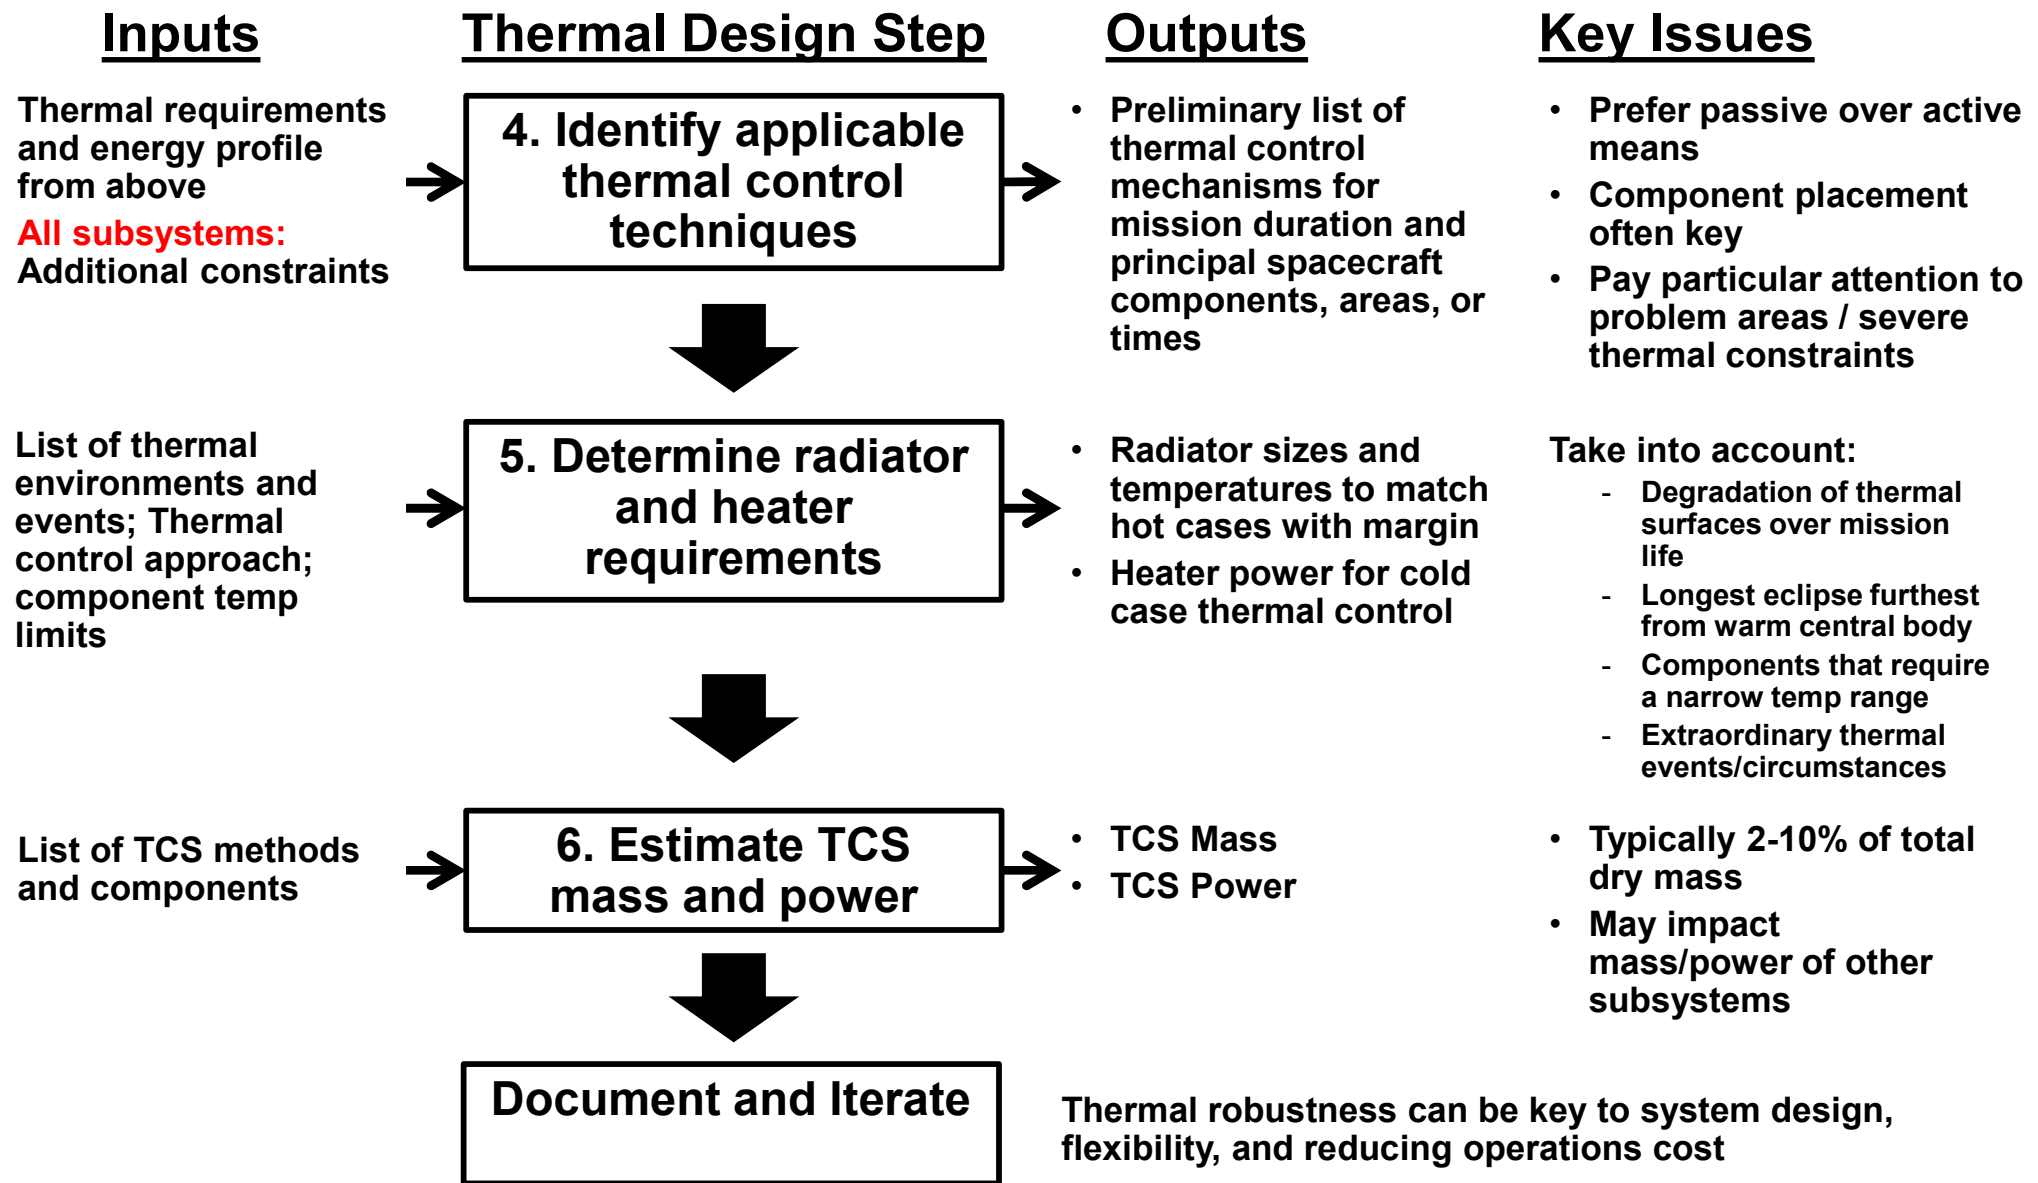 Inputs
Thermal Design Step
Outputs
Key Issues
Thermal requirements
and energy profile
from above
All subsystems:
Additional constraints
4. Identify applicable
thermal control
techniques
• Preliminary list of
thermal control
mechanisms for
mission duration and
principal spacecraft
components, areas, or
times
• Prefer passive over active
means
• Component placement
often key
• Pay particular attention to
problem areas / severe
thermal constraints
List of thermal
environments and
events; Thermal
control approach;
component temp
limits
5. Determine radiator
and heater
requirements
• Radiator sizes and
temperatures to match
hot cases with margin
• Heater power for cold
case thermal control
Take into account:
- Degradation of thermal
surfaces over mission
life
- Longest eclipse furthest
from warm central body
- Components that require
a narrow temp range
- Extraordinary thermal
events/circumstances
List of TCS methods
and components
6. Estimate TCS
mass and power
• TCS Mass
• TCS Power
• Typically 2-10% of total
dry mass
• May impact
mass/power of other
subsystems
Document and Iterate
Thermal robustness can be key to system design,
flexibility, and reducing operations cost